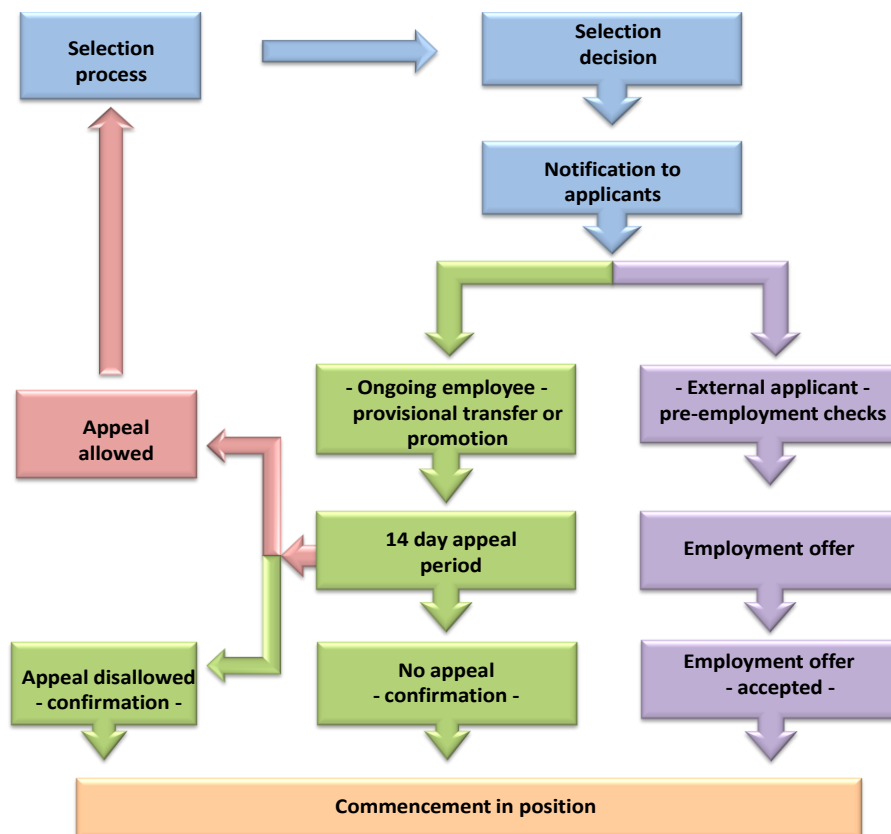 Selection
process
Selection
decision
Notification to
applicants
- Ongoing employee -
provisional transfer or
promotion
- External applicant -
pre-employment checks
Appeal
allowed
14 day appeal
period
Employment offer
Appeal disallowed
- confirmation -
No appeal
- confirmation -
Employment offer
- accepted -
Commencement in position